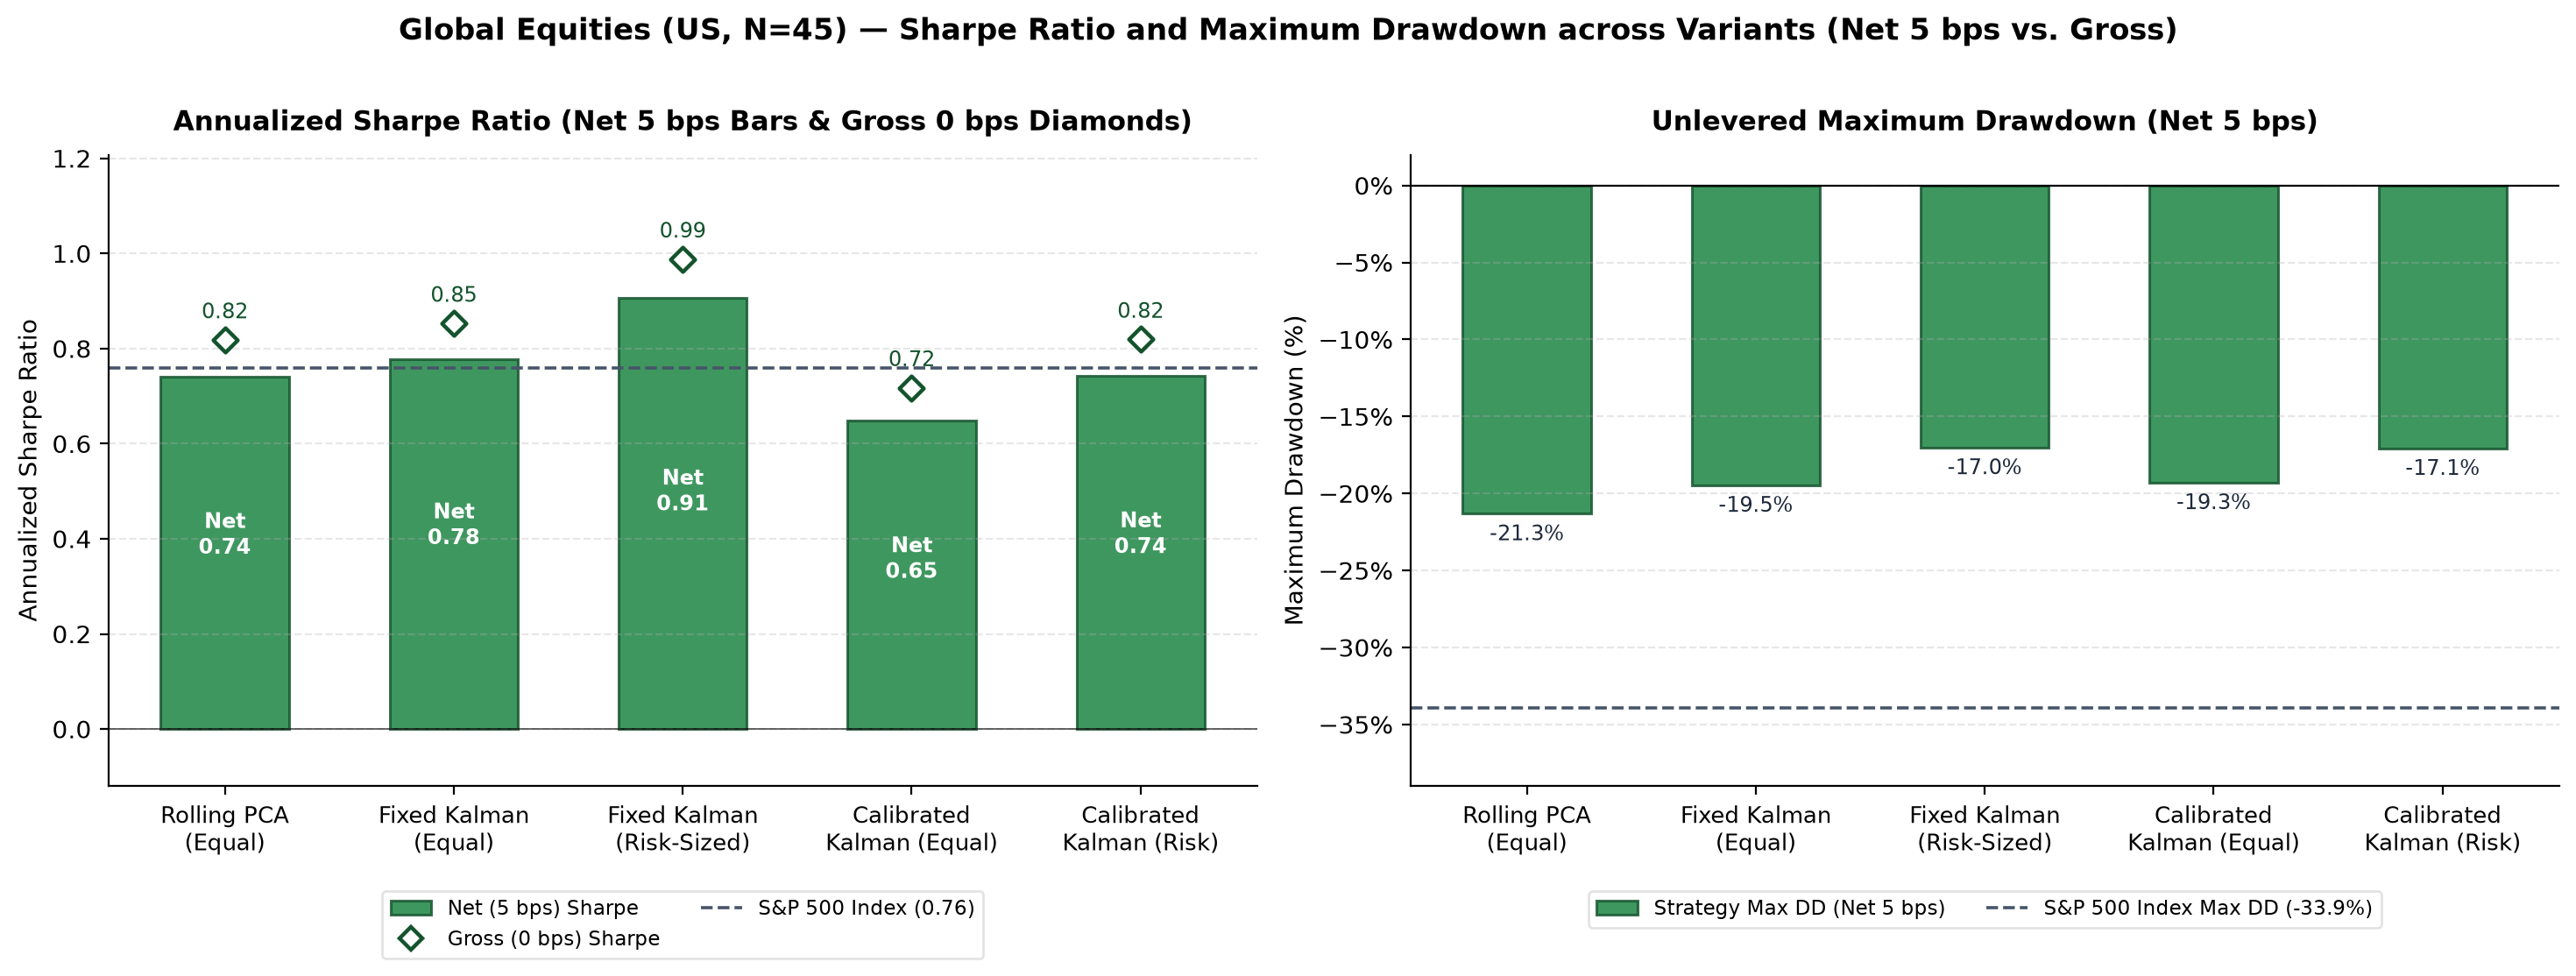 Global Equities (US, N=45) — Sharpe Ratio and Maximum Drawdown across Variants (Net 5 bps vs. Gross)
Annualized Sharpe Ratio (Net 5 bps Bars & Gross 0 bps Diamonds)
Annualized Sharpe Ratio
1.2
1.0
0.8
0.6
0.4
0.2
0.0
0.82
0.85
0.99
0.72
0.82
Net
0.74
Net
0.78
Net
0.91
Net
0.65
Net
0.74
Rolling PCA
(Equal)
Fixed Kalman
(Equal)
Fixed Kalman
(Risk-Sized)
Calibrated
Kalman (Equal)
Calibrated
Kalman (Risk)
Net (5 bps) Sharpe
Gross (0 bps) Sharpe
S&P 500 Index (0.76)
Unlevered Maximum Drawdown (Net 5 bps)
Maximum Drawdown (%)
0%
−5%
−10%
−15%
−20%
−25%
−30%
−35%
-21.3%
-19.5%
-17.0%
-19.3%
-17.1%
Rolling PCA
(Equal)
Fixed Kalman
(Equal)
Fixed Kalman
(Risk-Sized)
Calibrated
Kalman (Equal)
Calibrated
Kalman (Risk)
Strategy Max DD (Net 5 bps)
S&P 500 Index Max DD (-33.9%)